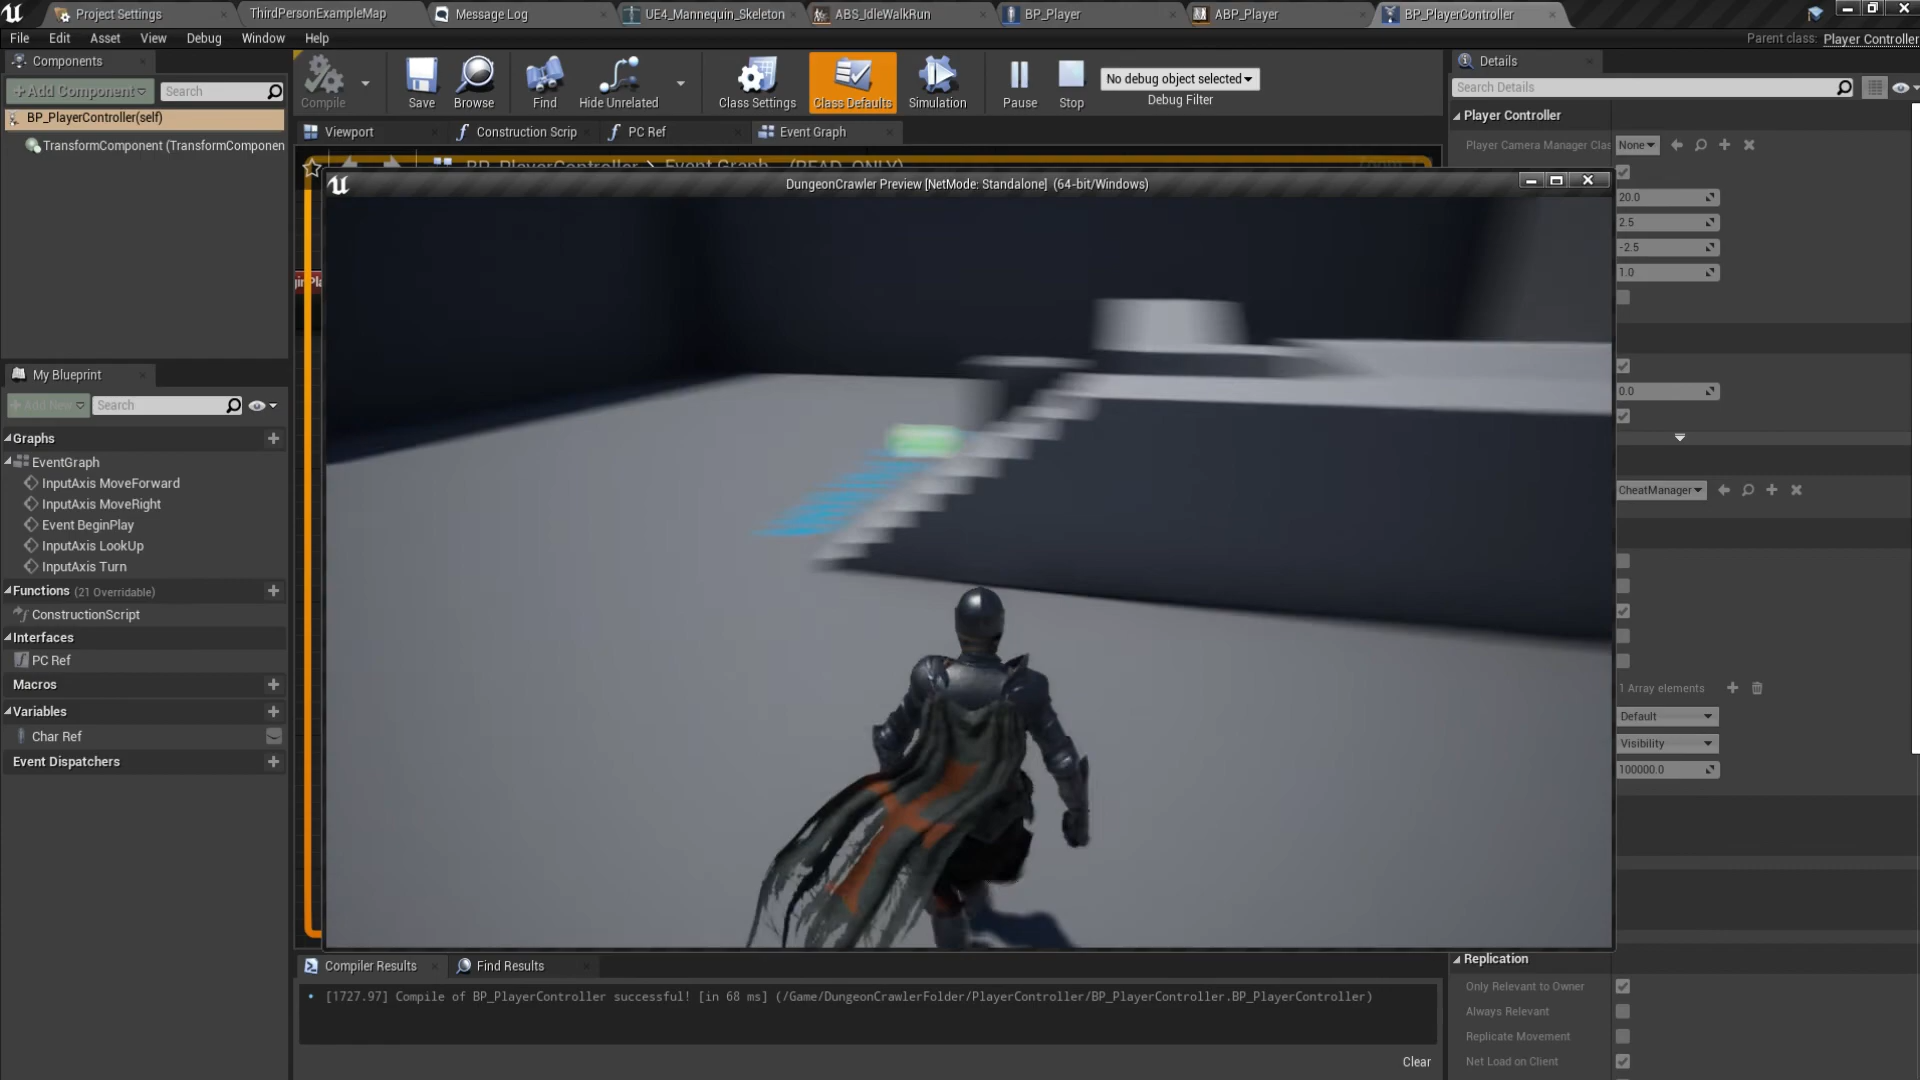 Project Settings
ThirdPersonExampleMap
Message Log
UE4_Mannequin_Skeleton
ABS_IdleWalkRun
BP_Player
ABP_Player
BP_PlayerController
File Edit Asset View Debug Window Help
Parent class: Player Controller
Components
+Add Component
Search
BP_PlayerController(self)
TransformComponent (TransformComponen
Compile
Save
Browse
Find
Hide Unrelated
Class Settings
Class Defaults
Simulation
Pause
Stop
No debug object selected
Debug Filter
Viewport
Construction Scrip
PC Ref
Event Graph
BP_PlayerController > Event Graph (READ_ONLY)
DungeonCrawler Preview [NetMode: Standalone] (64-bit/Windows)
My Blueprint
+ Add New
Search
Graphs
EventGraph
InputAxis MoveForward
InputAxis MoveRight
Event BeginPlay
InputAxis LookUp
InputAxis Turn
Functions (21 Overridable)
ConstructionScript
Interfaces
PC Ref
Macros
Variables
Char Ref
Event Dispatchers
Details
Search Details
Player Controller
Player Camera Manager Clas
None
20.0
2.5
-2.5
1.0
0.0
CheatManager
1 Array elements
Default
Visibility
100000.0
Replication
Only Relevant to Owner
Always Relevant
Replicate Movement
Net Load on Client
Compiler Results
Find Results
[1727.97] Compile of BP_PlayerController successful! [in 68 ms] (/Game/DungeonCrawlerFolder/PlayerController/BP_PlayerController.BP_PlayerController)
Clear